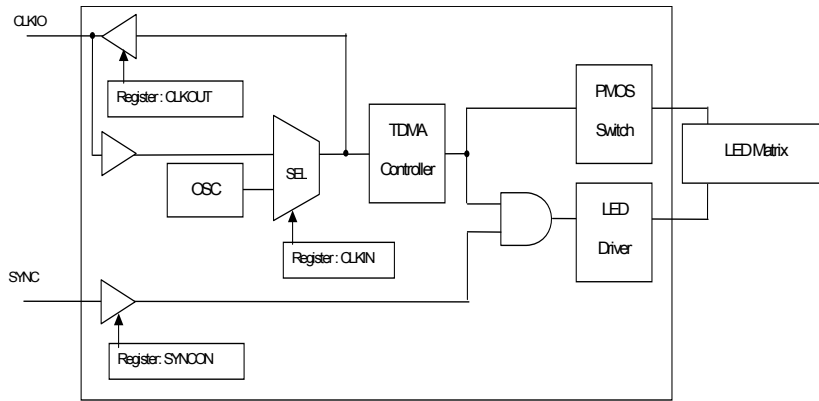 CLKIO
Register : CLKOUT
PMOS
Switch
TDMA
Controller
LED Matrix
SEL
OSC
LED
Driver
Register : CLKIN
SYNC
Register: SYNCON